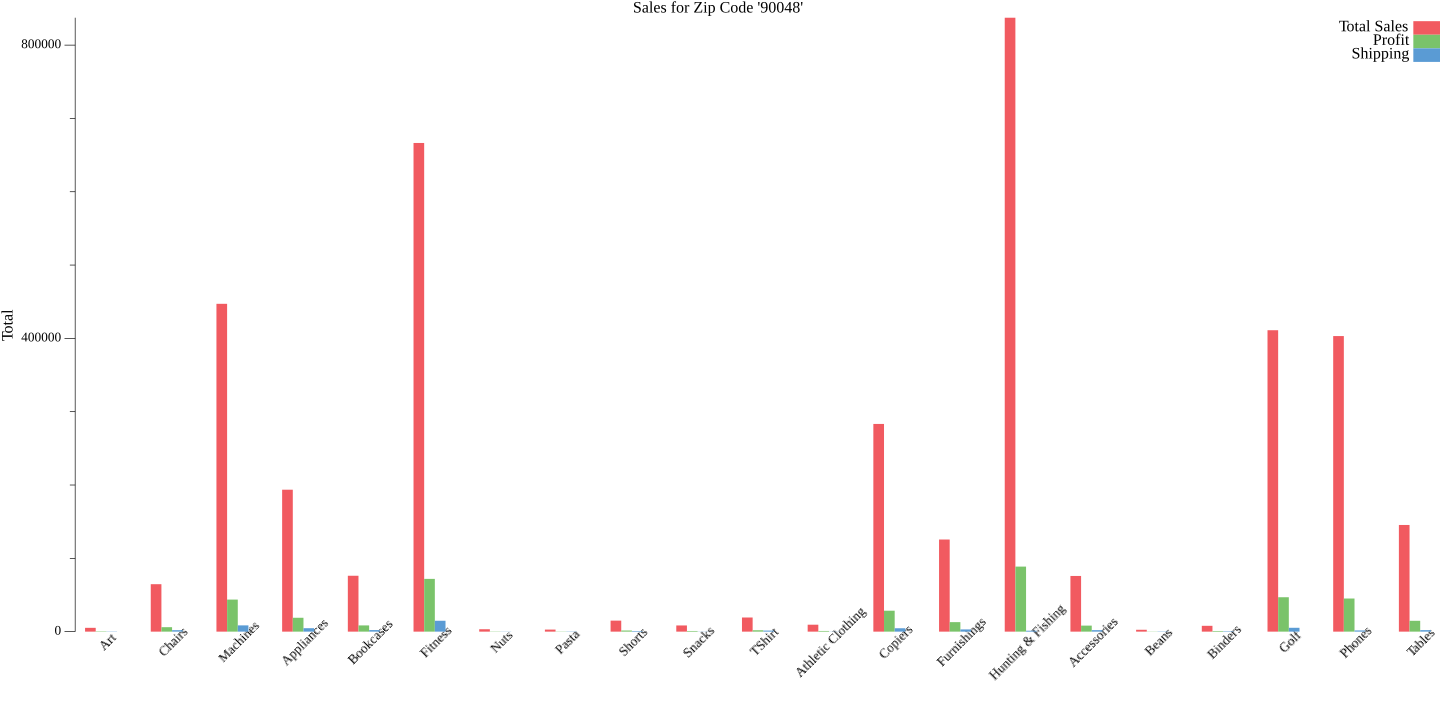 Sales for Zip Code '90048'
Total Sales
Profit
Shipping
800000
400000
0
Total
Art
Chairs
Machines
Appliances
Bookcases
Fitness
Nuts
Pasta
Shorts
Snacks
TShirt
Athletic Clothing
Copiers
Furnishings
Hunting & Fishing
Accessories
Beans
Binders
Golf
Phones
Tables